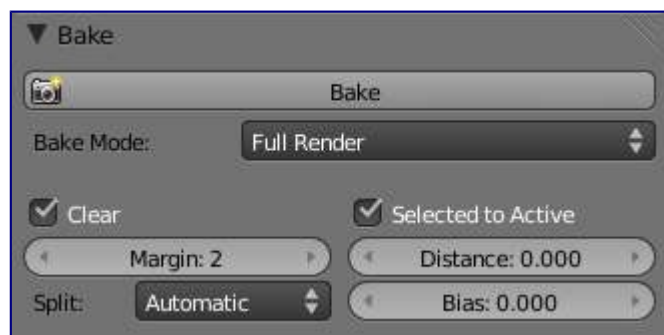 Bake
Bake
Bake Mode: Full Render
Clear Selected to Active
Margin: 2 Distance: 0.000
Split: Automatic Bias: 0.000